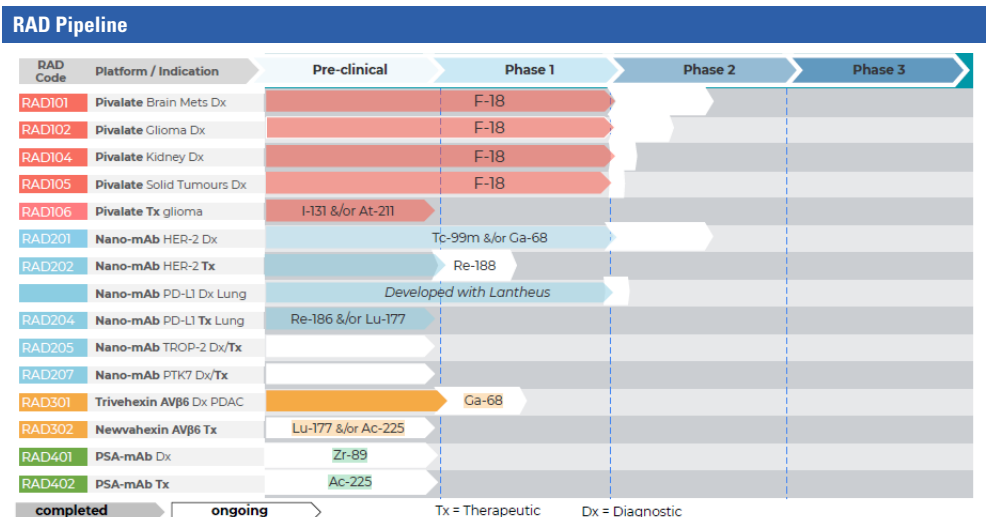 RAD Pipeline
RAD Code Platform / Indication Pre-clinical Phase 1 Phase 2 Phase 3
RAD101 Pivalate Brain Mets Dx F-18
RAD102 Pivalate Glioma Dx F-18
RAD104 Pivalate Kidney Dx F-18
RAD105 Pivalate Solid Tumours Dx F-18
RAD106 Pivalate Tx glioma I-131 &/or At-211
RAD201 Nano-mAb HER-2 Dx Tc-99m &/or Ga-68
RAD202 Nano-mAb HER-2 Tx Re-188
Nano-mAb PD-L1 Dx Lung Developed with Lantheus
RAD204 Nano-mAb PD-L1 Tx Lung Re-186 &/or Lu-177
RAD205 Nano-mAb TROP-2 Dx/Tx
RAD207 Nano-mAb PTK7 Dx/Tx
RAD301 Trivehexin AVβ6 Dx PDAC Ga-68
RAD302 Newvahexin AVβ6 Tx Lu-177 &/or Ac-225
RAD401 PSA-mAb Dx Zr-89
RAD402 PSA-mAb Tx Ac-225
completed ongoing Tx = Therapeutic Dx = Diagnostic